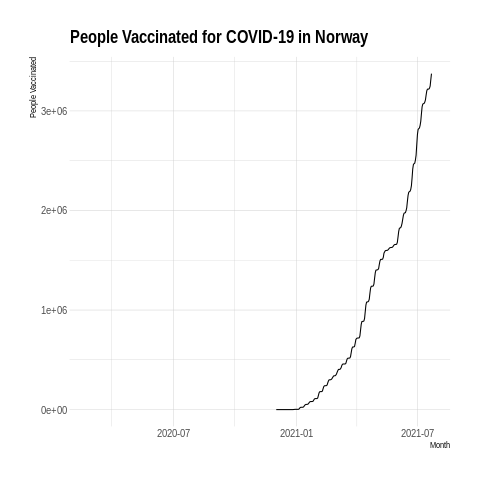 People Vaccinated for COVID-19 in Norway
People Vaccinated
3e+06
2e+06
1e+06
0e+00
2020-07
2021-01
2021-07
Month